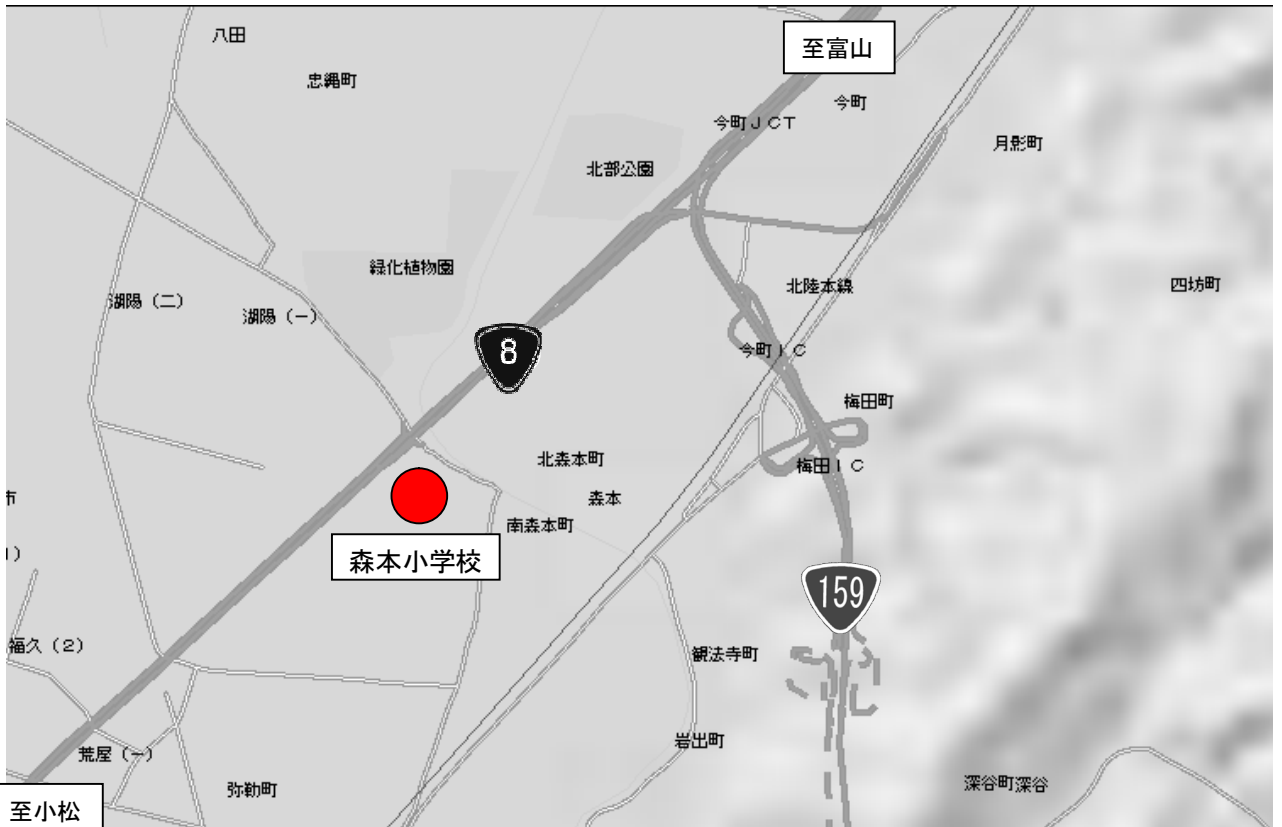 八田
至富山
忠縄町
今町
今町ＪＣＴ
月影町
北部公園
緑化植物園
四坊町
北陸本線
湖陽（二）
湖陽（一）
8
今町ＩＣ
梅田町
北森本町
梅田ＩＣ
市
森本
南森本町
森本小学校
1）
159
福久（２）
観法寺町
岩出町
荒屋（一）
深谷町深谷
弥勒町
至小松